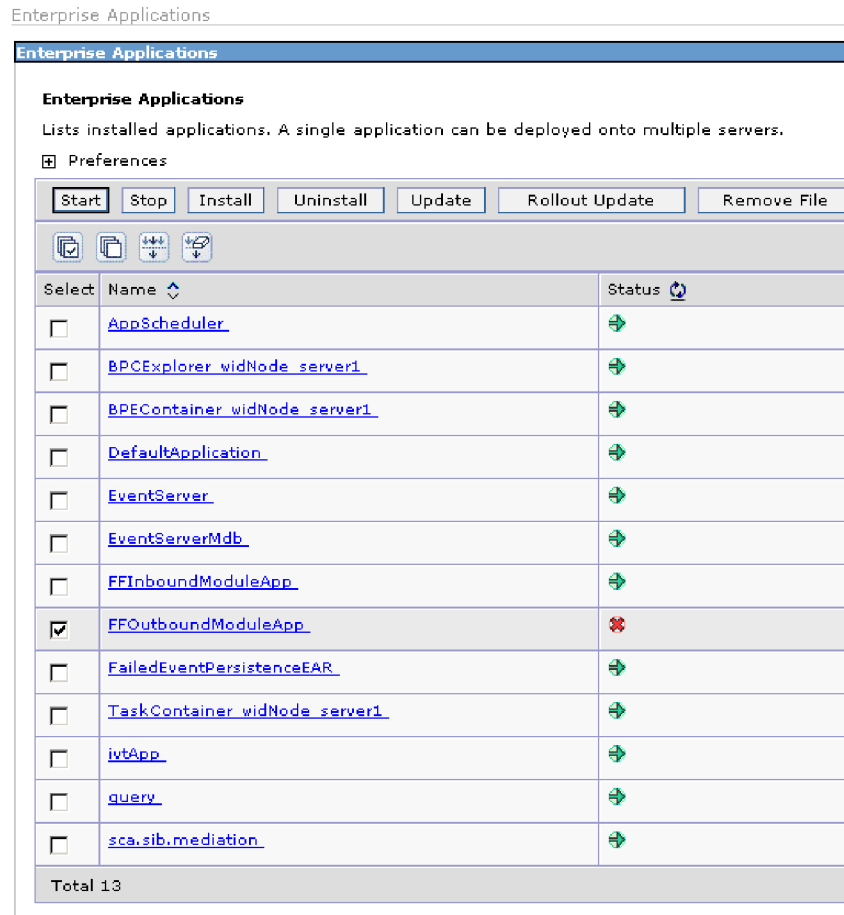 Enterprise Applications
Enterprise Applications
Enterprise Applications
Lists installed applications. A single application can be deployed onto multiple servers.
Preferences
Start Stop Install Uninstall Update Rollout Update Remove File
Select Name Status
AppScheduler
BPCExplorer_widNode_server1
BPEContainer_widNode_server1
DefaultApplication
EventServer
EventServerMdb
FFInboundModuleApp
FFOutboundModuleApp
FailedEventPersistenceEAR
TaskContainer_widNode_server1
ivtApp
query
sca.sib.mediation
Total 13